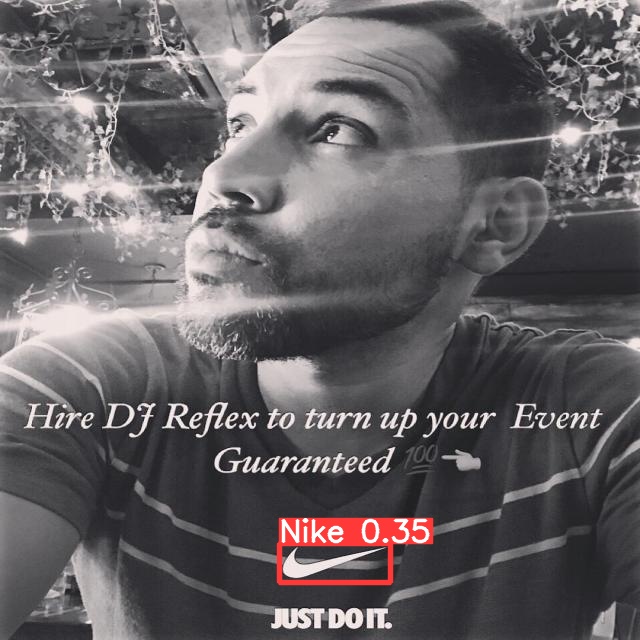 Hire DJ Reflex to turn up your Event
Guaranteed 💯👈
Nike 0.35
JUST DO IT.